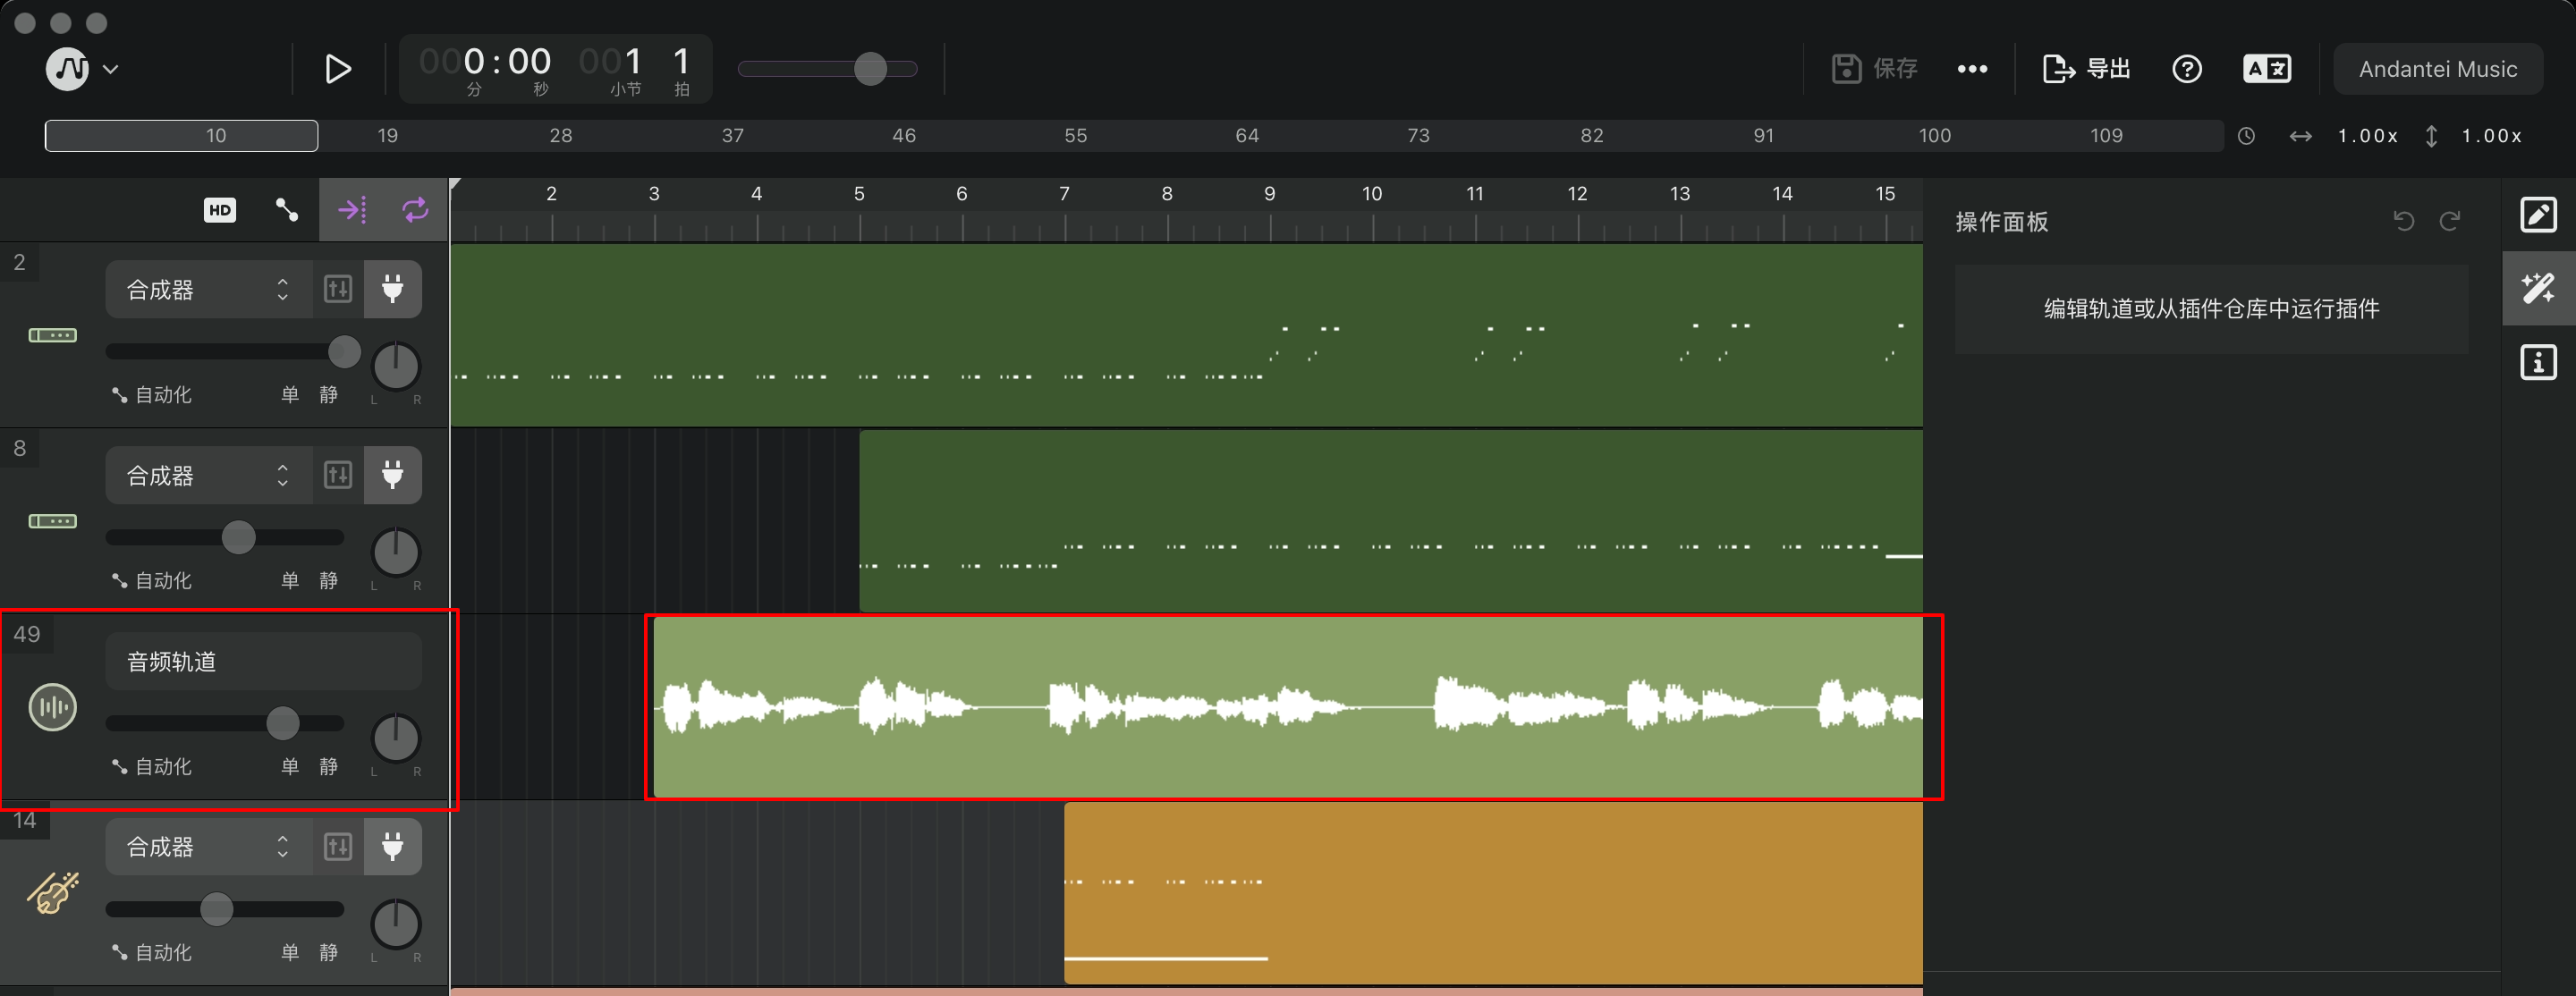 000:00 001 1
分 秒 小节 拍
保存 ••• 导出 ? A文 Andantei Music
10 19 28 37 46 55 64 73 82 91 100 109 1.00x 1.00x
HD
2 3 4 5 6 7 8 9 10 11 12 13 14 15
操作面板
编辑轨道或从插件仓库中运行插件
2
合成器
自动化 单 静 L R
8
合成器
自动化 单 静 L R
49
音频轨道
自动化 单 静 L R
14
合成器
自动化 单 静 L R